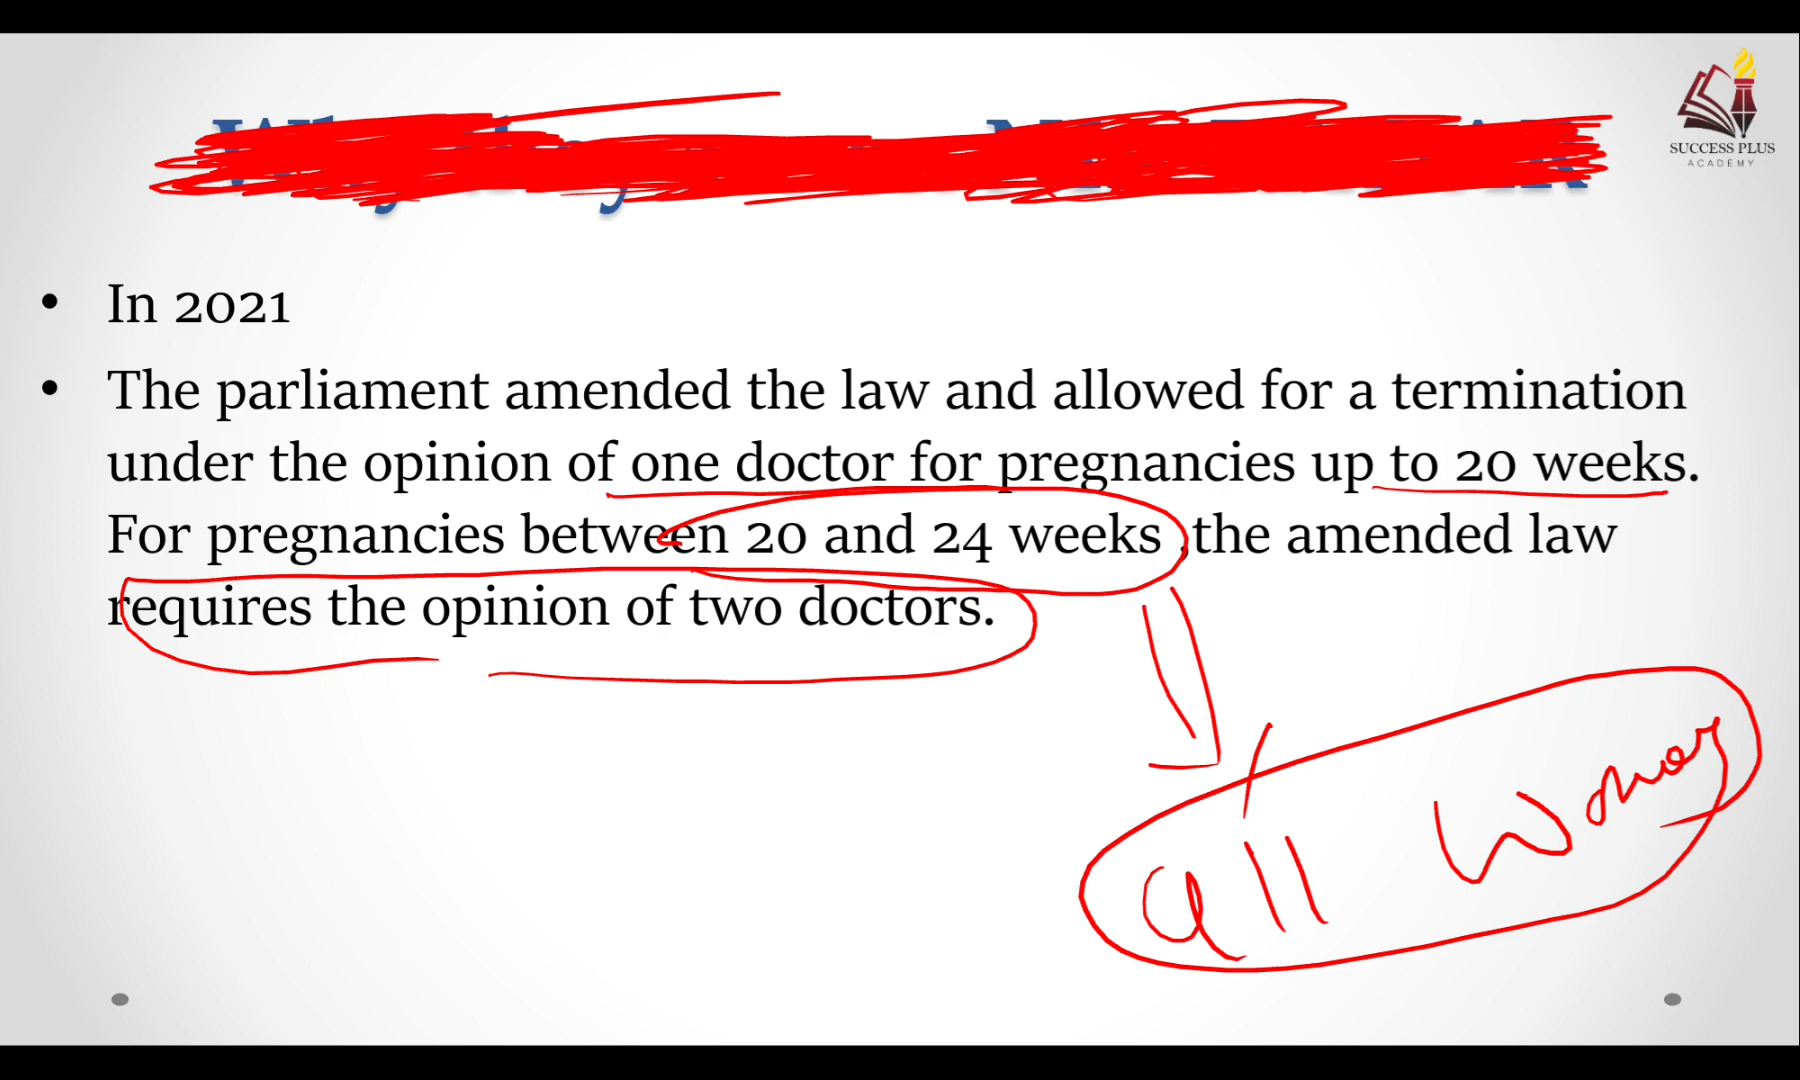 SUCCESS PLUS
ACADEMY
• In 2021
• The parliament amended the law and allowed for a termination
under the opinion of one doctor for pregnancies up to 20 weeks.
For pregnancies between 20 and 24 weeks ,the amended law
requires the opinion of two doctors.
all